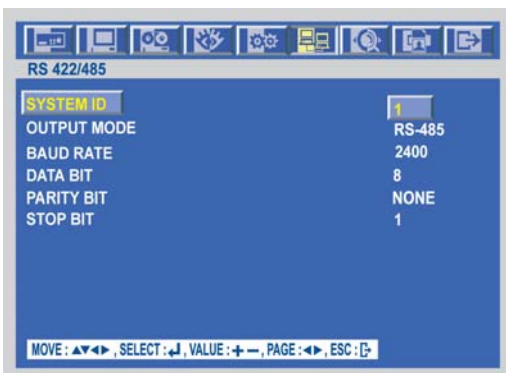 RS 422/485
SYSTEM ID 1
OUTPUT MODE RS-485
BAUD RATE 2400
DATA BIT 8
PARITY BIT NONE
STOP BIT 1
MOVE : ▲▼◄► , SELECT : ↲ , VALUE : + — , PAGE : ◄► , ESC :